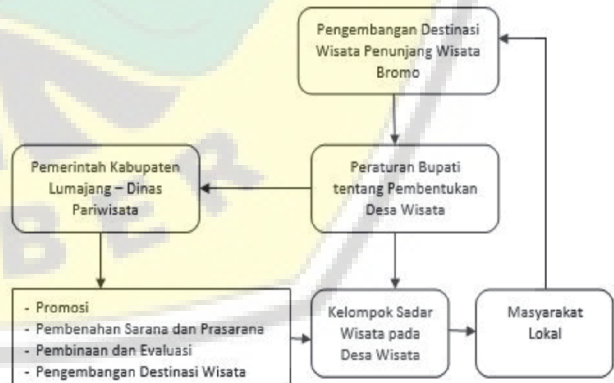 Pengembangan Destinasi
Wisata Penunjang Wisata
Bromo
Pemerintah Kabupaten
Lumajang – Dinas
Pariwisata
Peraturan Bupati
tentang Pembentukan
Desa Wisata
- Promosi
- Pembenahan Sarana dan Prasarana
- Pembinaan dan Evaluasi
- Pengembangan Destinasi Wisata
Kelompok Sadar
Wisata pada
Desa Wisata
Masyarakat
Lokal
BER